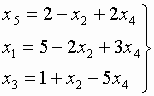 x₅ = 2 − x₂ + 2x₄
x₁ = 5 − 2x₂ + 3x₄
x₃ = 1 + x₂ − 5x₄